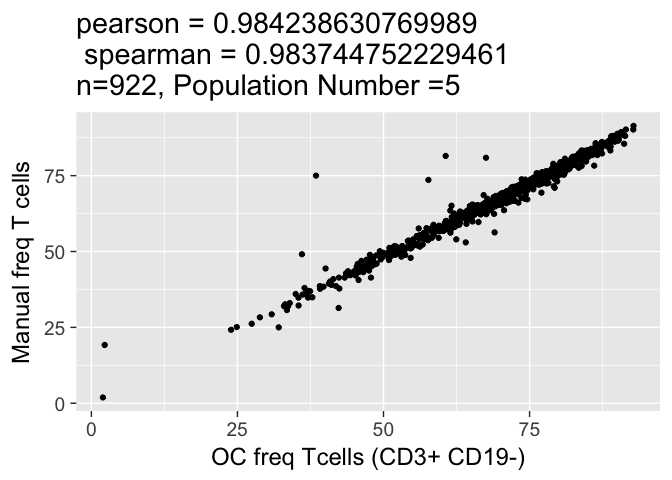 pearson = 0.984238630769989
spearman = 0.983744752229461
n=922, Population Number =5
Manual freq T cells
75
50
25
0
0 25 50 75
OC freq Tcells (CD3+ CD19-)